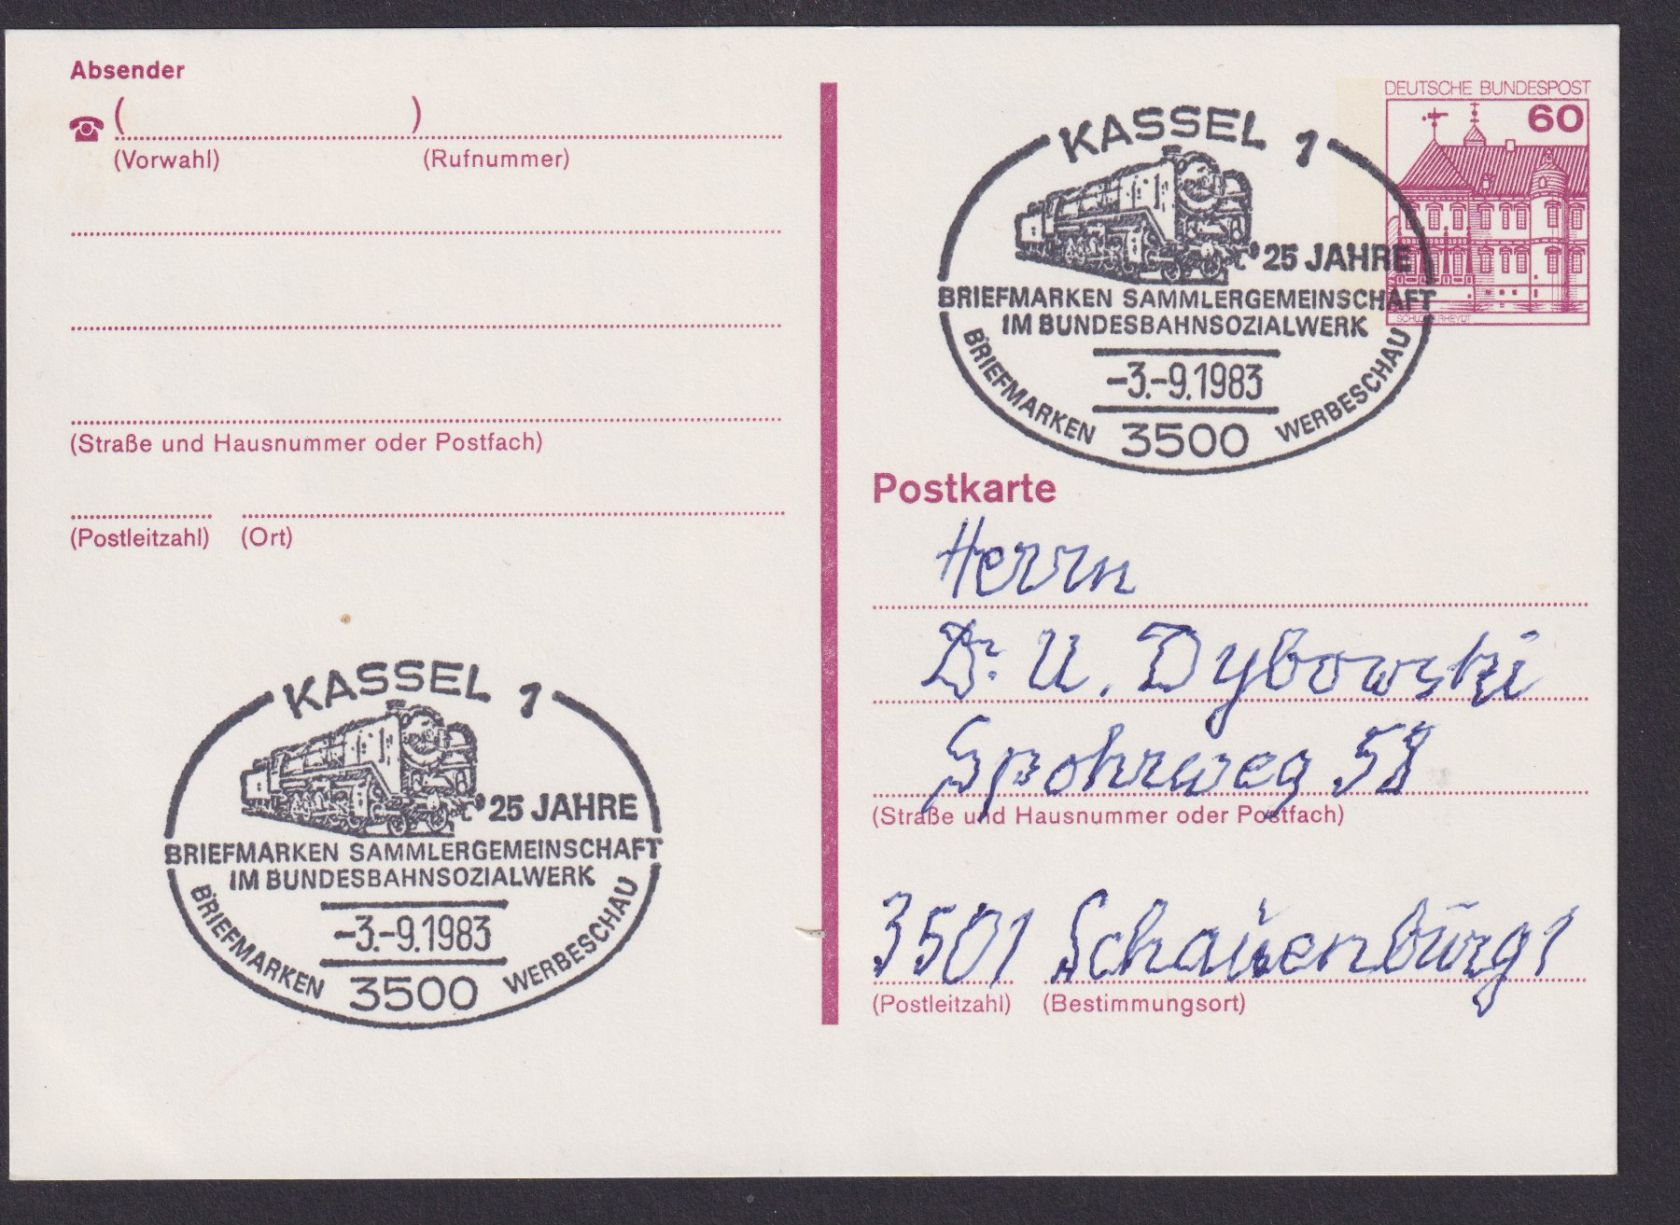 Absender
( )
(Vorwahl) (Rufnummer)
(Straße und Hausnummer oder Postfach)
(Postleitzahl) (Ort)
KASSEL 1
25 JAHRE
BRIEFMARKEN SAMMLERGEMEINSCHAFT
IM BUNDESBAHNSOZIALWERK
-3.-9.1983
BRIEFMARKEN 3500 WERBESCHAU
DEUTSCHE BUNDESPOST
60
SCHLOSS RHEYDT
KASSEL 1
25 JAHRE
BRIEFMARKEN SAMMLERGEMEINSCHAFT
IM BUNDESBAHNSOZIALWERK
-3.-9.1983
BRIEFMARKEN 3500 WERBESCHAU
Postkarte
Herrn
Dr. U. Dybowski
Spohrweg 58
(Straße und Hausnummer oder Postfach)
3501 Schauenburg 1
(Postleitzahl) (Bestimmungsort)